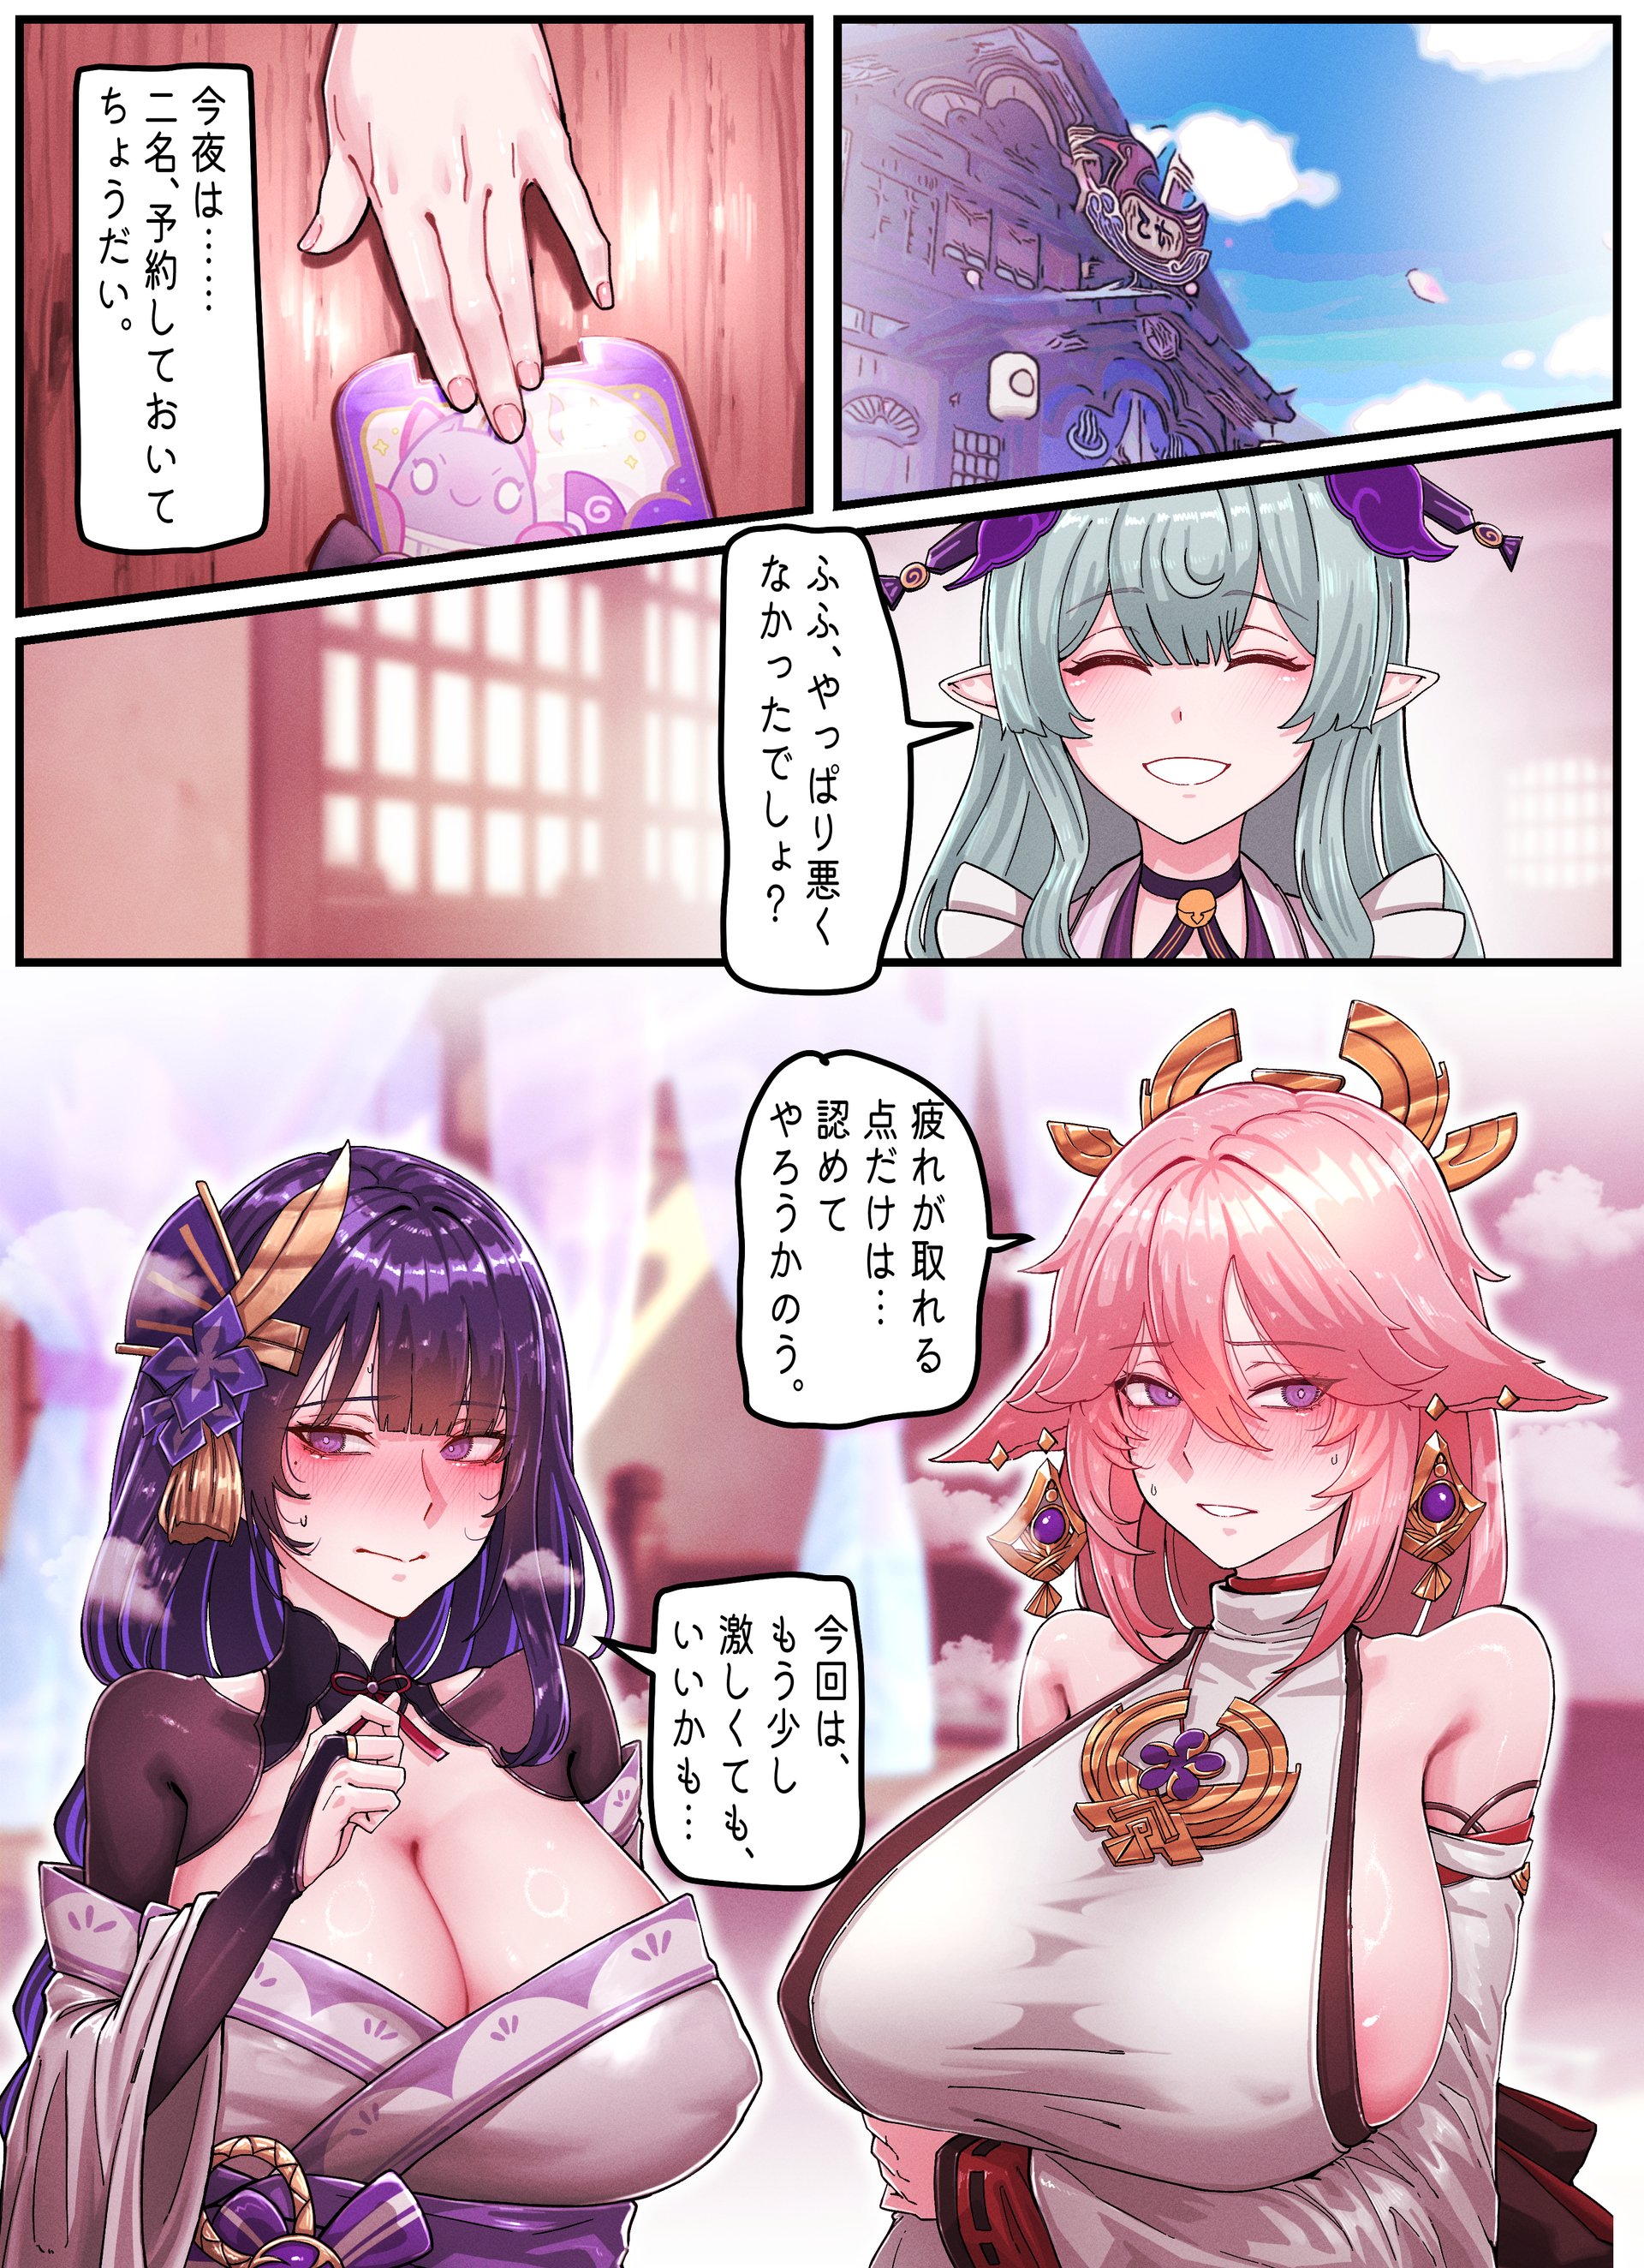 今夜は……
二名、予約しておいて
ちょうだい。
ふふ、やっぱり悪く
なかったでしょ？
疲れが取れる
点だけは…
認めて
やろうかのう。
今回は、
もう少し
激しくても、
いいかも…